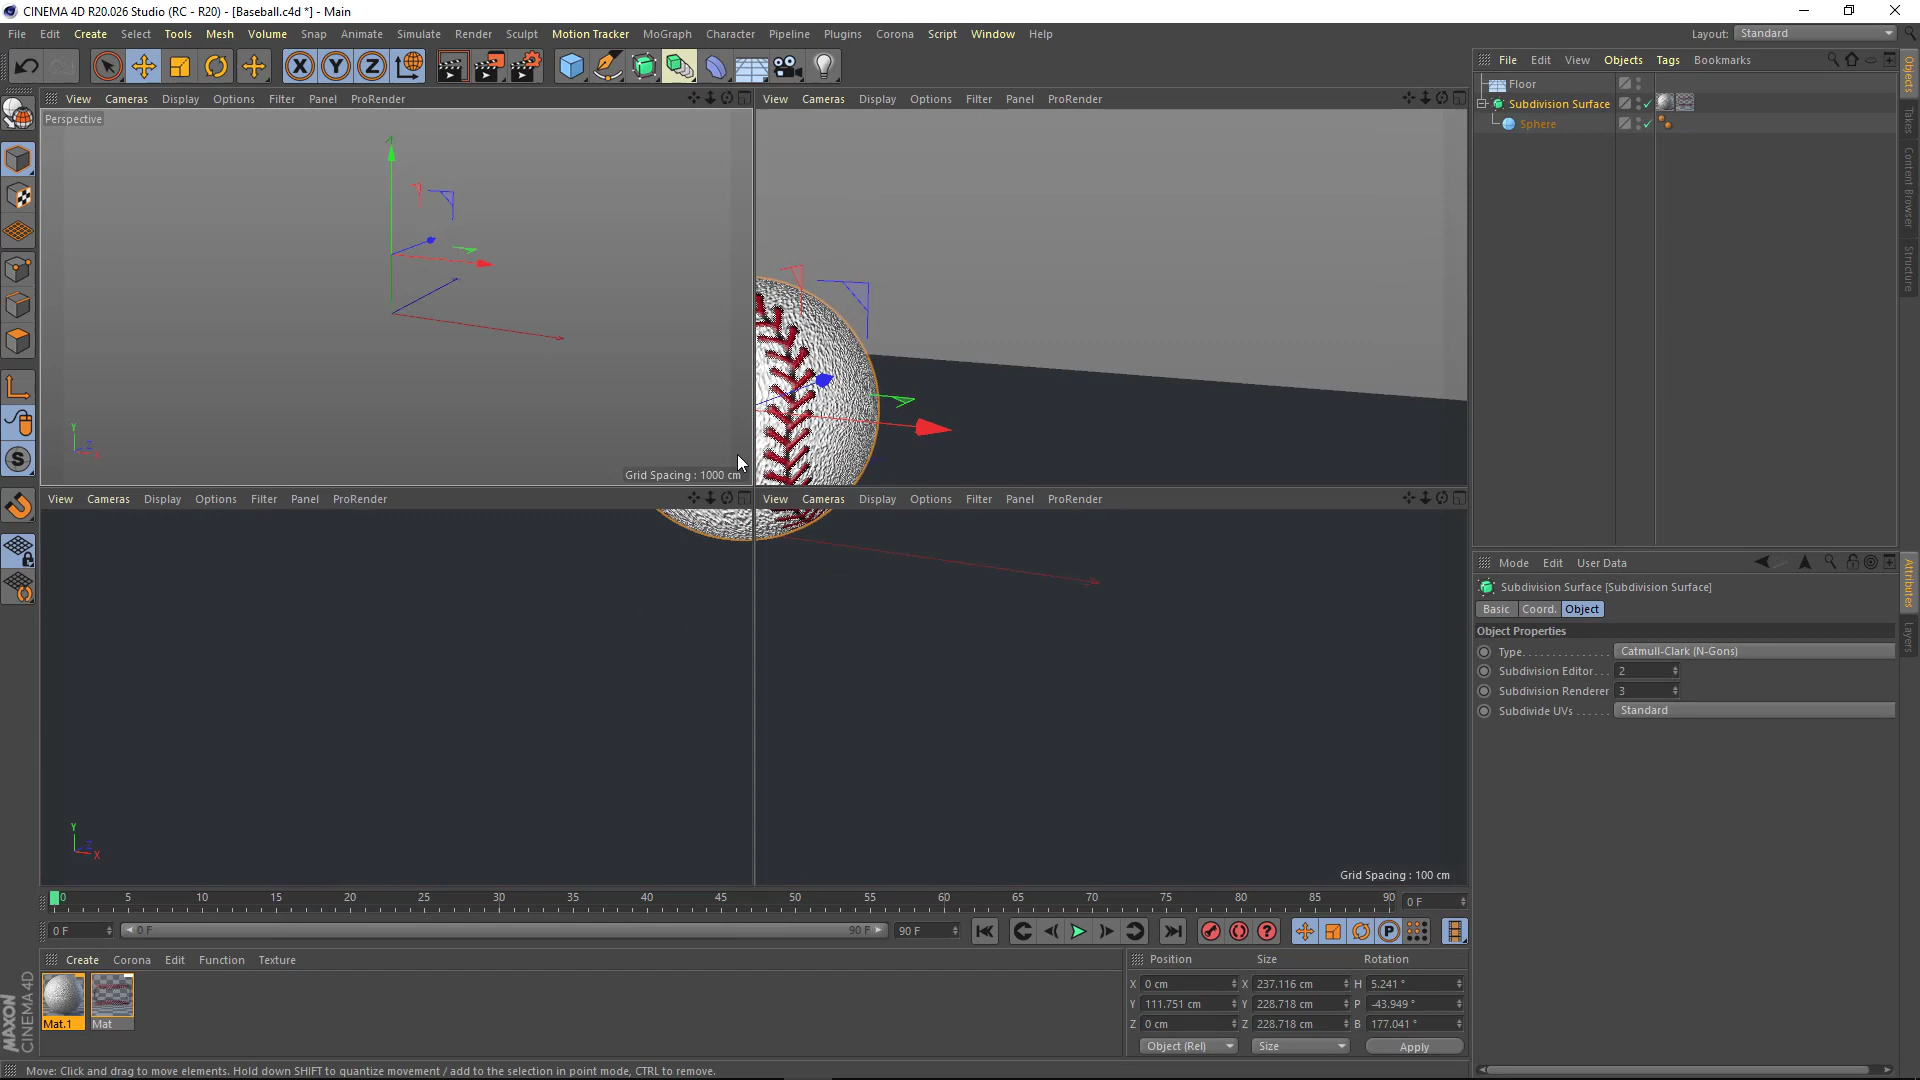 CINEMA 4D R20.026 Studio (RC - R20) - [Baseball.c4d *] - Main
File Edit Create Select Tools Mesh Volume Snap Animate Simulate Render Sculpt Motion Tracker MoGraph Character Pipeline Plugins Corona Script Window Help
Layout: Standard
View Cameras Display Options Filter Panel ProRender
View Cameras Display Options Filter Panel ProRender
Perspective
Grid Spacing : 1000 cm
View Cameras Display Options Filter Panel ProRender
View Cameras Display Options Filter Panel ProRender
Grid Spacing : 100 cm
File Edit View Objects Tags Bookmarks
Floor
Subdivision Surface
Sphere
Objects
Takes
Content Browser
Structure
Mode Edit User Data
Subdivision Surface [Subdivision Surface]
Basic Coord. Object
Object Properties
Type. . . . . . . . . . . . . . Catmull-Clark (N-Gons)
Subdivision Editor. . . 2
Subdivision Renderer 3
Subdivide UVs . . . . . . Standard
Attributes
Layers
0 5 10 15 20 25 30 35 40 45 50 55 60 65 70 75 80 85 90
0 F
0 F 0 F 90 F 90 F
Create Corona Edit Function Texture
Mat.1 Mat
Position Size Rotation
X 0 cm X 237.116 cm H 5.241 °
Y 111.751 cm Y 228.718 cm P -43.949 °
Z 0 cm Z 228.718 cm B 177.041 °
Object (Rel) Size Apply
MAXON
CINEMA 4D
Move: Click and drag to move elements. Hold down SHIFT to quantize movement / add to the selection in point mode, CTRL to remove.